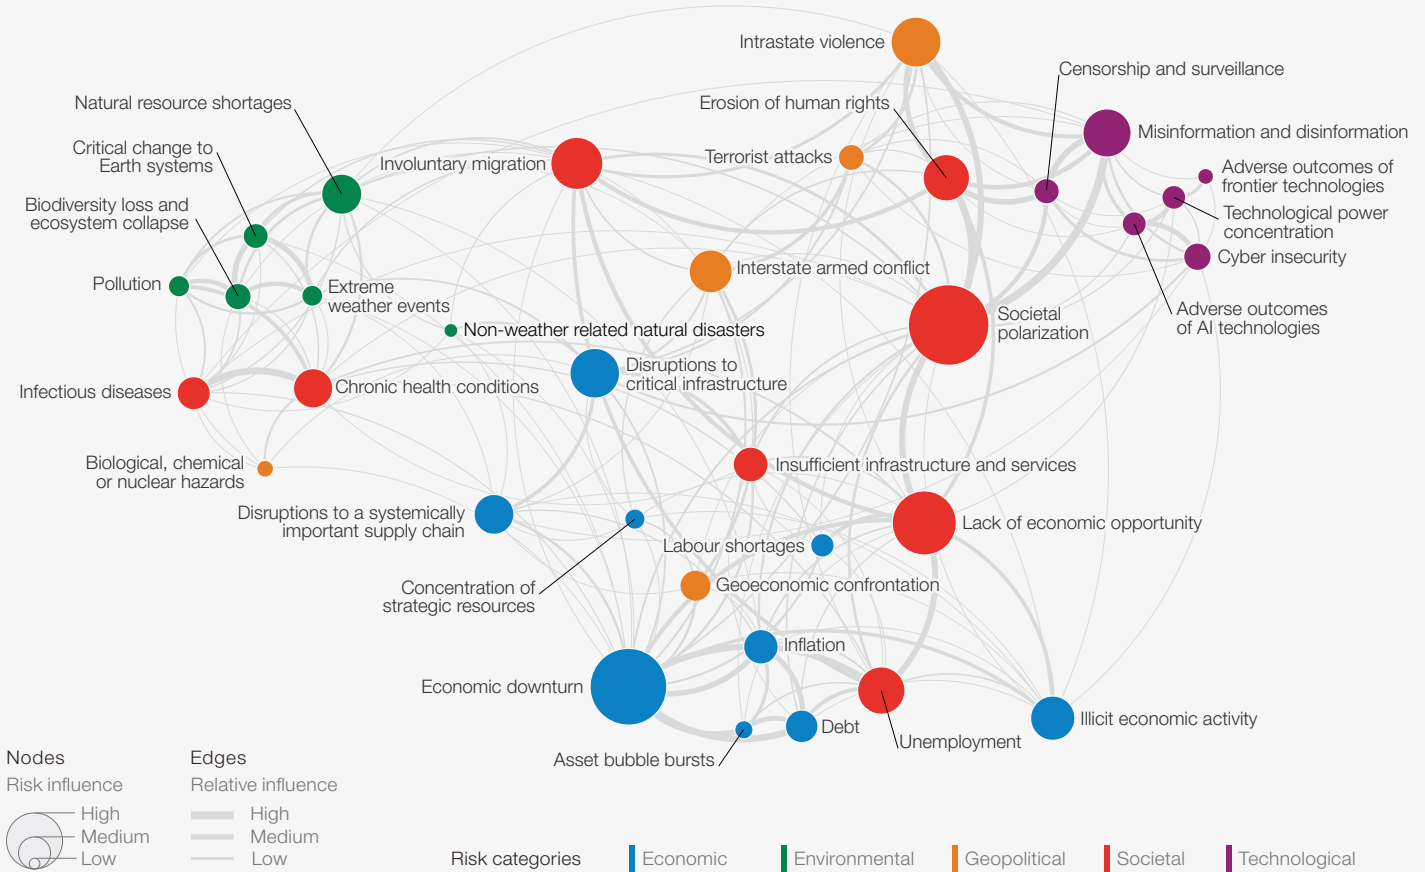 Intrastate violence
Censorship and surveillance
Natural resource shortages
Erosion of human rights
Misinformation and disinformation
Critical change to
Earth systems
Involuntary migration
Terrorist attacks
Adverse outcomes of
frontier technologies
Biodiversity loss and
ecosystem collapse
Technological power
concentration
Cyber insecurity
Interstate armed conflict
Pollution
Extreme
weather events
Adverse outcomes
of AI technologies
Societal
polarization
Non-weather related natural disasters
Disruptions to
critical infrastructure
Infectious diseases
Chronic health conditions
Biological, chemical
or nuclear hazards
Insufficient infrastructure and services
Disruptions to a systemically
important supply chain
Lack of economic opportunity
Labour shortages
Concentration of
strategic resources
Geoeconomic confrontation
Inflation
Economic downturn
Illicit economic activity
Debt
Unemployment
Asset bubble bursts
Nodes
Risk influence
High
Medium
Low
Edges
Relative influence
High
Medium
Low
Risk categories
Economic
Environmental
Geopolitical
Societal
Technological